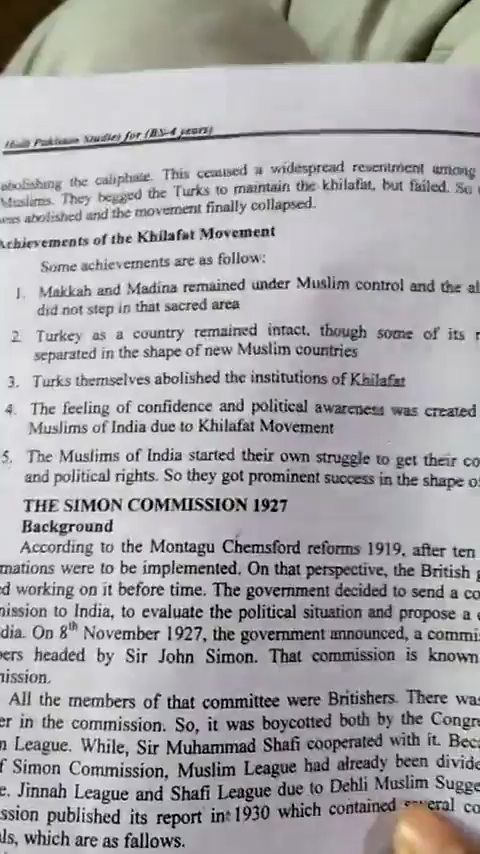 Pakistan Studies for (BS-4 years)
abolishing the caliphate. This ceaused a widespread resentment among
Muslims. They begged the Turks to maintain the khilafat, but failed. So
was abolished and the movement finally collapsed.
Achievements of the Khilafat Movement
Some achievements are as follow:
1. Makkah and Madina remained under Muslim control and the al
did not step in that sacred area
2. Turkey as a country remained intact, though some of its
separated in the shape of new Muslim countries
3. Turks themselves abolished the institutions of Khilafat
4. The feeling of confidence and political awareness was created
Muslims of India due to Khilafat Movement
5. The Muslims of India started their own struggle to get their co
and political rights. So they got prominent success in the shape o
THE SIMON COMMISSION 1927
Background
According to the Montagu Chemsford reforms 1919, after ten
mations were to be implemented. On that perspective, the British
ed working on it before time. The government decided to send a co
mission to India, to evaluate the political situation and propose a
dia. On 8th November 1927, the government announced, a commi
ers headed by Sir John Simon. That commission is known
ission.
All the members of that committee were Britishers. There was
er in the commission. So, it was boycotted both by the Congre
n League. While, Sir Muhammad Shafi cooperated with it. Beca
f Simon Commission, Muslim League had already been divide
e. Jinnah League and Shafi League due to Dehli Muslim Sugge
ssion published its report in 1930 which contained several co
ls, which are as fallows.